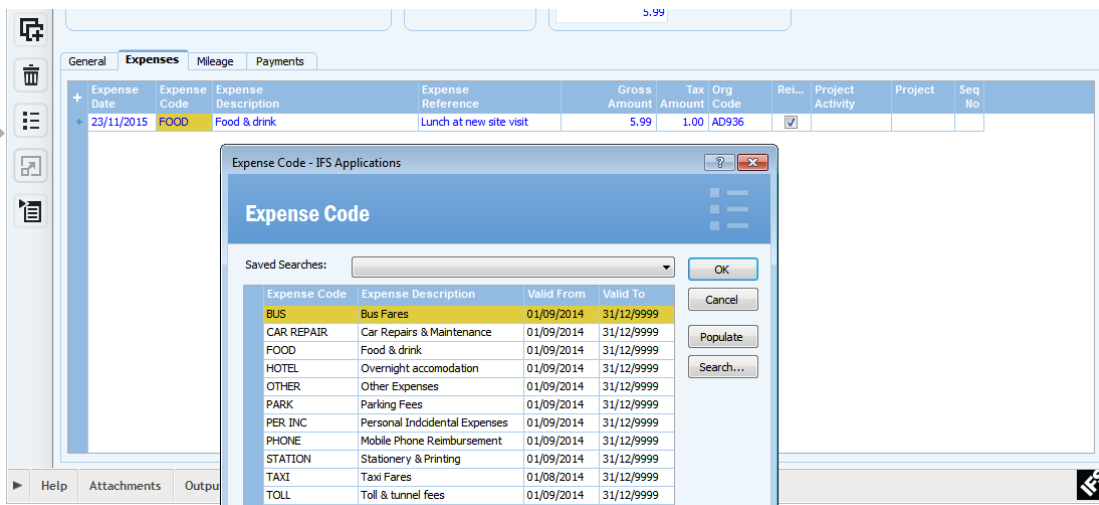 5.99
General Expenses Mileage Payments
+ Expense Date Expense Code Expense Description Expense Reference Gross Amount Tax Amount Org Code Rei... Project Activity Project Seq No
23/11/2015 FOOD Food & drink Lunch at new site visit 5.99 1.00 AD936
Expense Code - IFS Applications
Expense Code
Saved Searches:
OK
Expense Code Expense Description Valid From Valid To
Cancel
BUS Bus Fares 01/09/2014 31/12/9999
CAR REPAIR Car Repairs & Maintenance 01/09/2014 31/12/9999
Populate
FOOD Food & drink 01/09/2014 31/12/9999
HOTEL Overnight accomodation 01/09/2014 31/12/9999
Search...
OTHER Other Expenses 01/09/2014 31/12/9999
PARK Parking Fees 01/09/2014 31/12/9999
PER INC Personal Indcidental Expenses 01/09/2014 31/12/9999
PHONE Mobile Phone Reimbursement 01/09/2014 31/12/9999
STATION Stationery & Printing 01/09/2014 31/12/9999
TAXI Taxi Fares 01/08/2014 31/12/9999
TOLL Toll & tunnel fees 01/09/2014 31/12/9999
Help Attachments Outpu
IFS